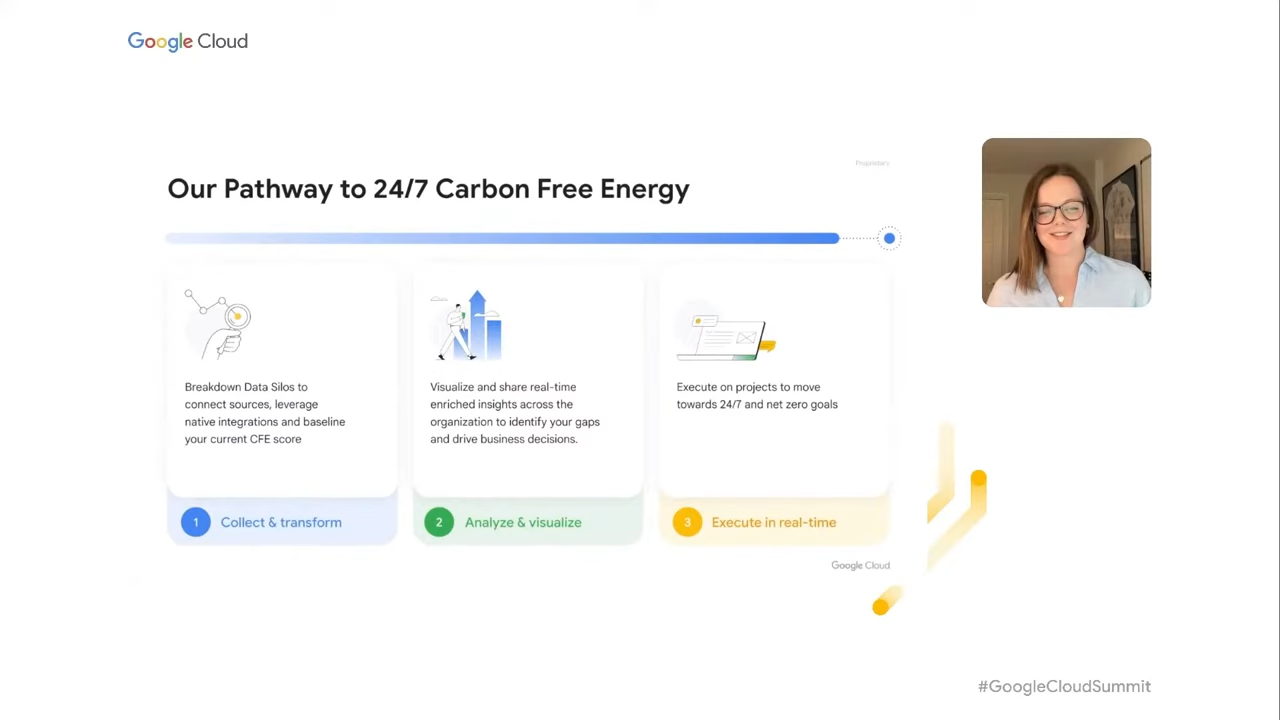 Google Cloud
Proprietary
Our Pathway to 24/7 Carbon Free Energy
Breakdown Data Silos to
connect sources, leverage
native integrations and baseline
your current CFE score
1 Collect & transform
Visualize and share real-time
enriched insights across the
organization to identify your gaps
and drive business decisions.
2 Analyze & visualize
Execute on projects to move
towards 24/7 and net zero goals
3 Execute in real-time
Google Cloud
#GoogleCloudSummit